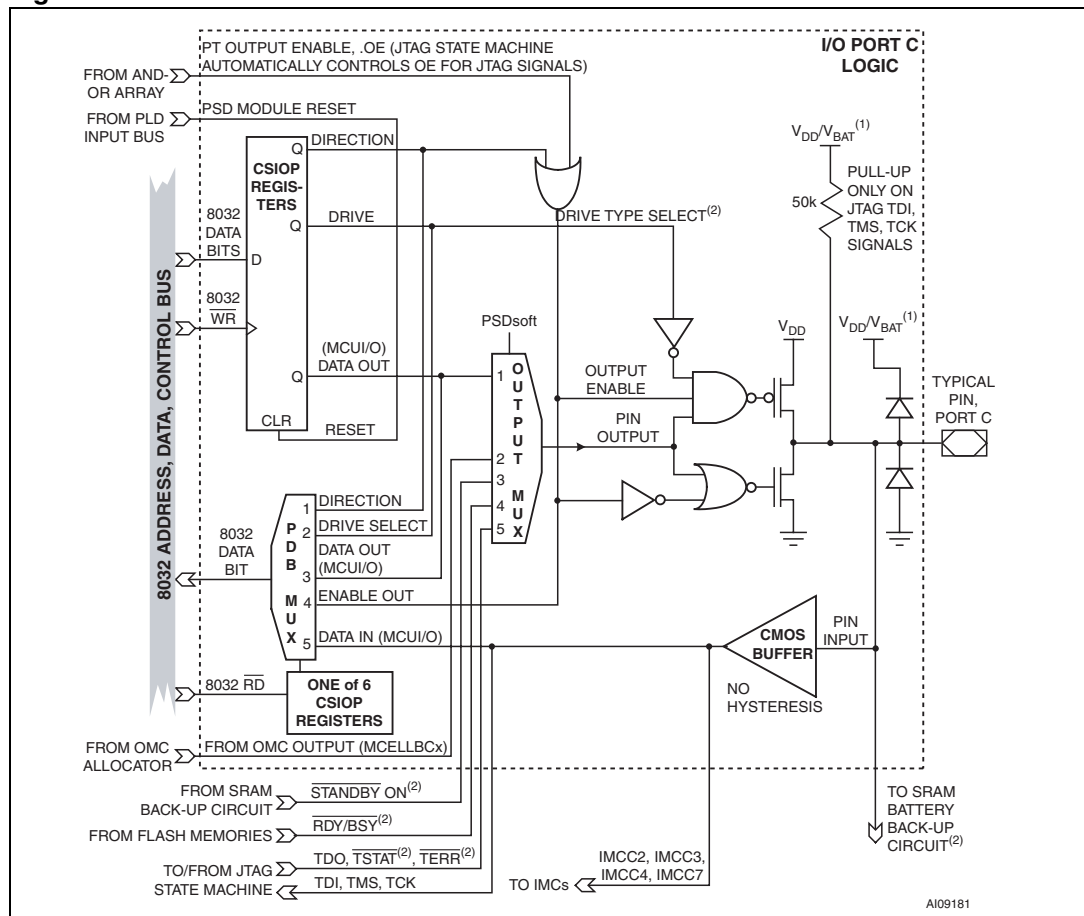 PT OUTPUT ENABLE, .OE (JTAG STATE MACHINE
AUTOMATICALLY CONTROLS OE FOR JTAG SIGNALS)
I/O PORT C
LOGIC
FROM AND-
OR ARRAY
PSD MODULE RESET
FROM PLD
INPUT BUS
DIRECTION
Q
CSIOP
REGIS-
TERS
DRIVE
Q
DRIVE TYPE SELECT(2)
VDD/VBAT(1)
50k
PULL-UP
ONLY ON
JTAG TDI,
TMS, TCK
SIGNALS
8032
DATA
BITS
D
8032
WR
8032 ADDRESS, DATA, CONTROL BUS
(MCUI/O)
DATA OUT
Q
CLR
RESET
PSDsoft
1
2
3
4
5
OUTPUT
MUX
OUTPUT
ENABLE
PIN
OUTPUT
VDD
VDD/VBAT(1)
TYPICAL
PIN,
PORT C
8032
DATA
BIT
PDB
MUX
1
DIRECTION
2
DRIVE SELECT
DATA OUT
3
(MCUI/O)
4
ENABLE OUT
5
DATA IN (MCUI/O)
CMOS
BUFFER
PIN
INPUT
NO
HYSTERESIS
8032 RD
ONE of 6
CSIOP
REGISTERS
FROM OMC
ALLOCATOR
FROM OMC OUTPUT (MCELLBCx)
FROM SRAM
BACK-UP CIRCUIT
STANDBY ON(2)
FROM FLASH MEMORIES
RDY/BSY(2)
TO/FROM JTAG
STATE MACHINE
TDO, TSTAT(2), TERR(2)
TDI, TMS, TCK
TO IMCs
IMCC2, IMCC3,
IMCC4, IMCC7
TO SRAM
BATTERY
BACK-UP
CIRCUIT(2)
AI09181